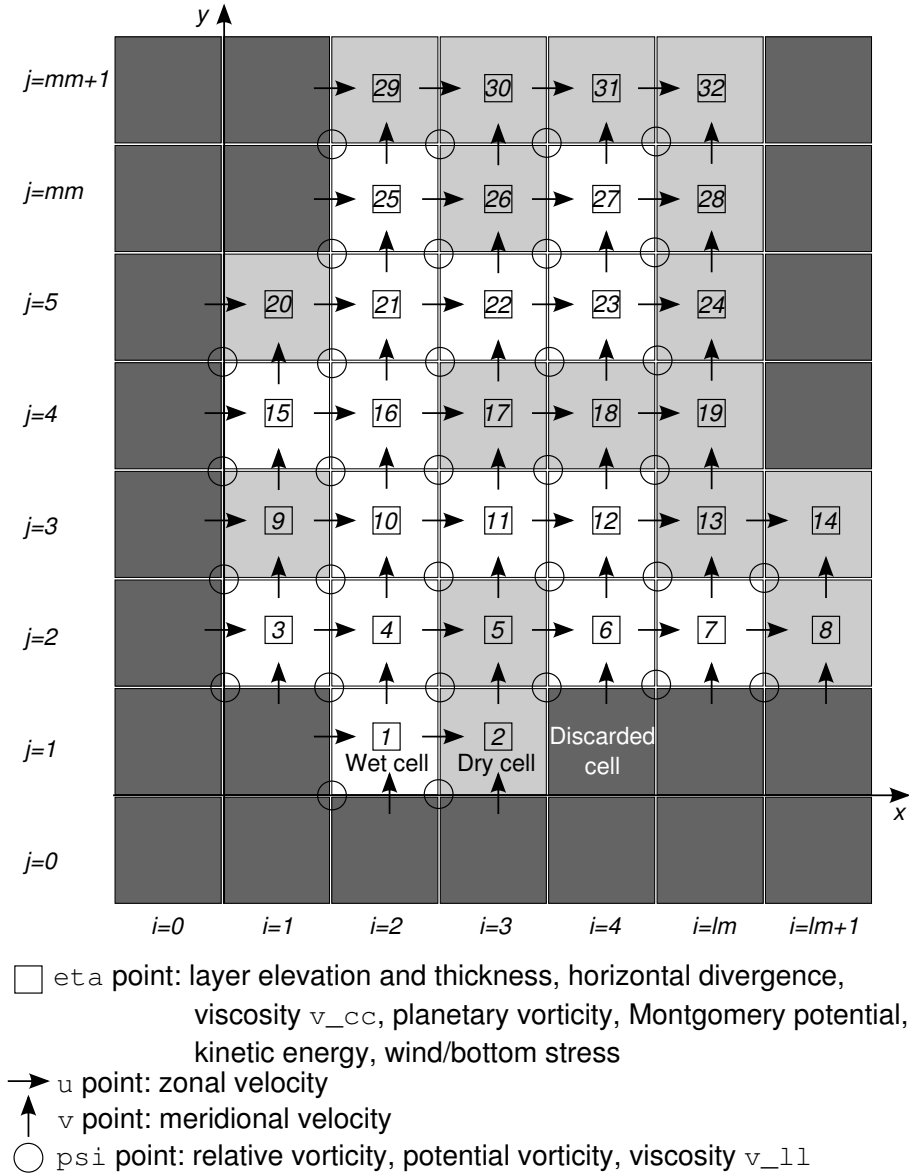 y
j=mm+1
29 30 31 32
j=mm
25 26 27 28
j=5
20 21 22 23 24
j=4
15 16 17 18 19
j=3
9 10 11 12 13 14
j=2
3 4 5 6 7 8
j=1
1 2 Discarded
Wet cell Dry cell cell
x
j=0
i=0 i=1 i=2 i=3 i=4 i=lm i=lm+1
eta point: layer elevation and thickness, horizontal divergence,
viscosity v_cc, planetary vorticity, Montgomery potential,
kinetic energy, wind/bottom stress
u point: zonal velocity
v point: meridional velocity
psi point: relative vorticity, potential vorticity, viscosity v_ll